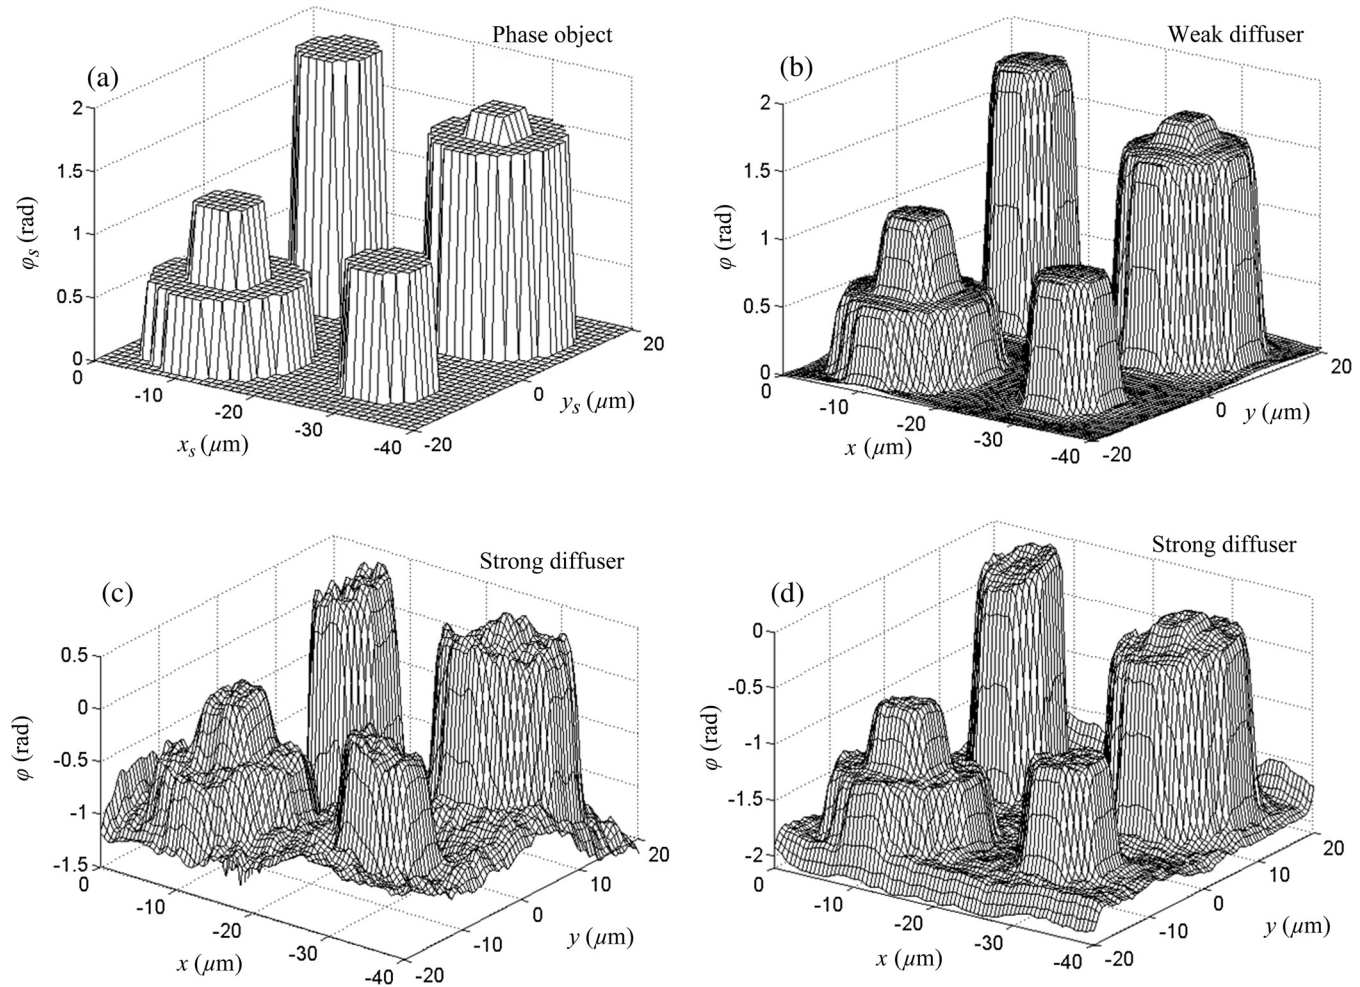 Phase object
(a)
2
1.5
1
0.5
0
φs (rad)
0
-10
-20
-30
-40
xs (μm)
-20
0
20
ys (μm)
Weak diffuser
(b)
2
1.5
1
0.5
0
φ (rad)
0
-10
-20
-30
-40
x (μm)
-20
0
20
y (μm)
Strong diffuser
(c)
0.5
0
-0.5
-1
-1.5
φ (rad)
0
-10
-20
-30
-40
x (μm)
-20
-10
0
10
20
y (μm)
Strong diffuser
(d)
0
-0.5
-1
-1.5
-2
φ (rad)
0
-10
-20
-30
-40
x (μm)
-20
-10
0
10
20
y (μm)